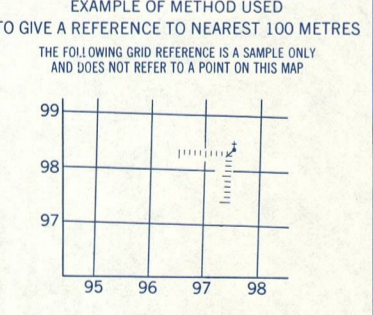 EXAMPLE OF METHOD USED
TO GIVE A REFERENCE TO NEAREST 100 METRES
THE FOLLOWING GRID REFERENCE IS A SAMPLE ONLY
AND DOES NOT REFER TO A POINT ON THIS MAP
99
98
97
95 96 97 98